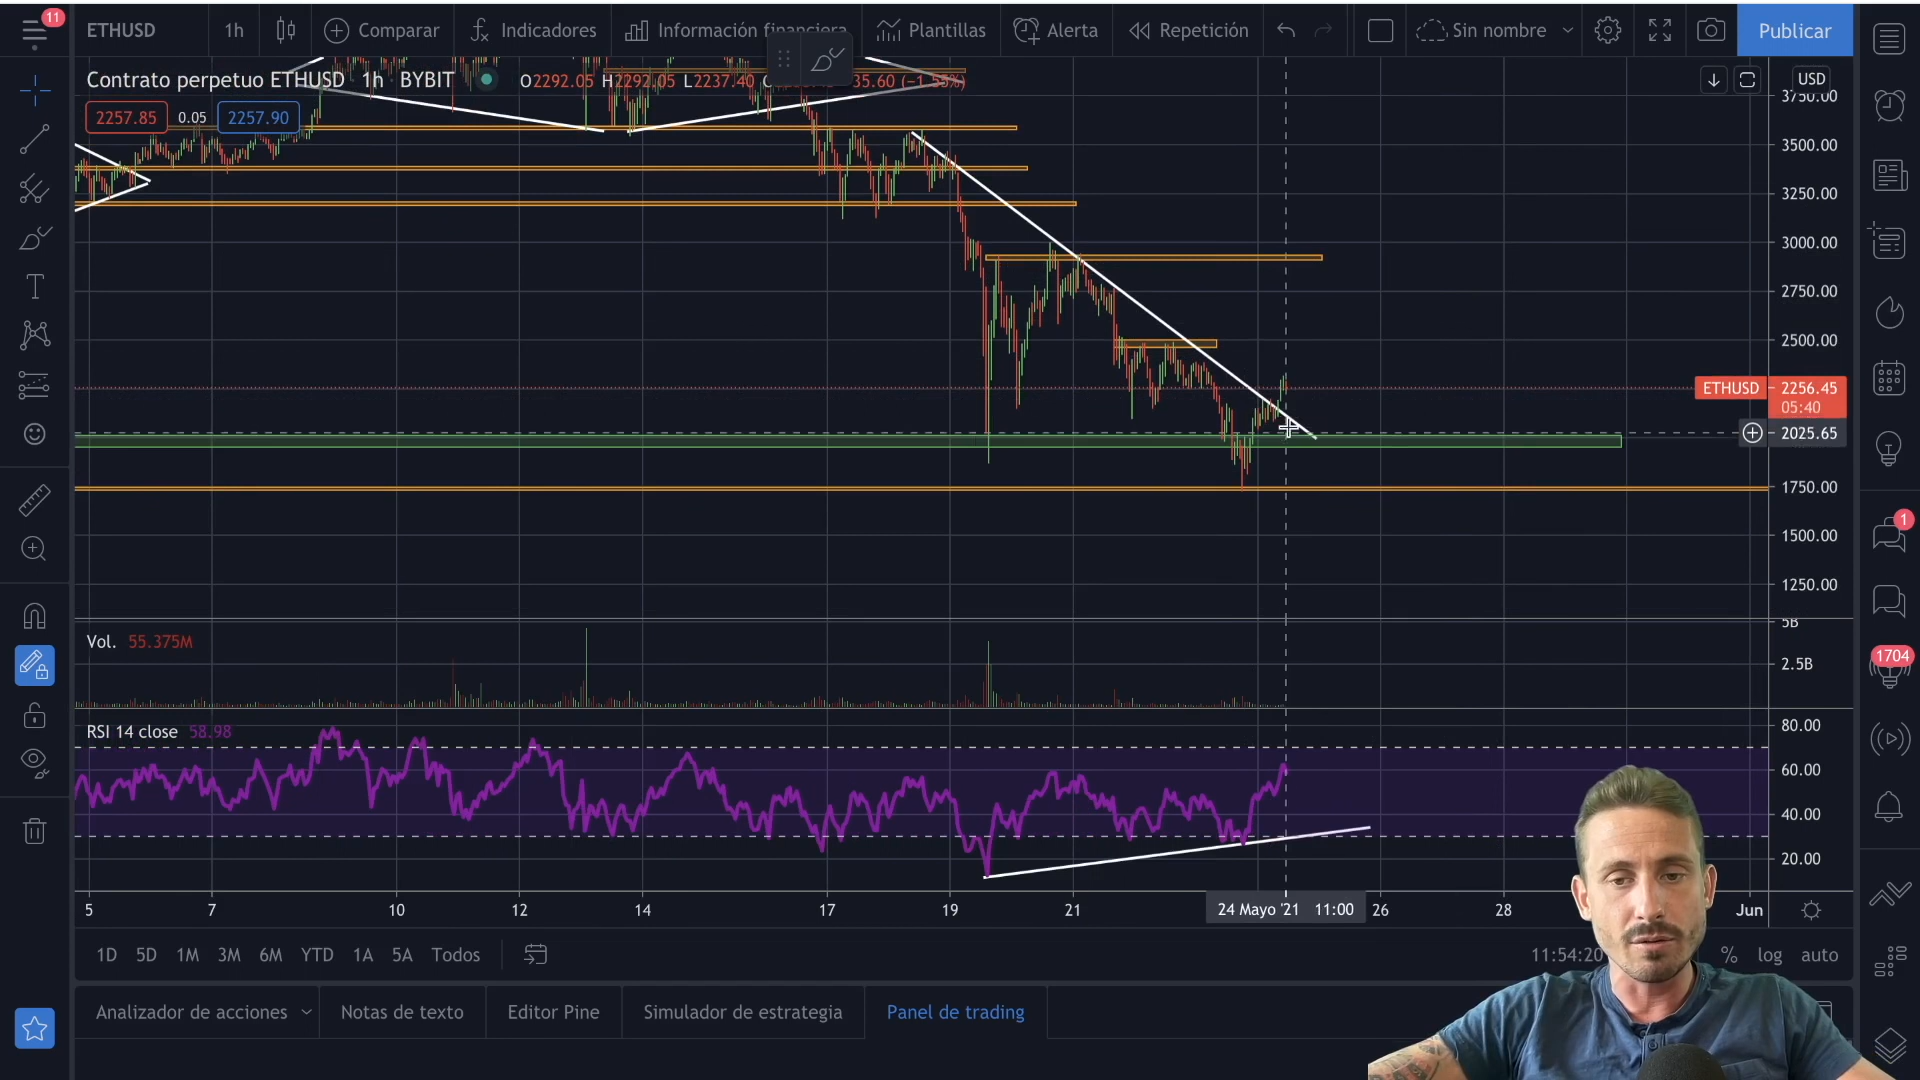 11
ETHUSD
1h
Comparar
Indicadores
Información financiera
Plantillas
Alerta
Repetición
Sin nombre
Publicar
Contrato perpetuo ETHUSD · 1h · BYBIT
O2292.05 H2292.05 L2237.40
35.60 (−1.55%)
USD
2257.85
0.05
2257.90
3750.00
3500.00
3250.00
3000.00
2750.00
2500.00
ETHUSD
2256.45
05:40
2025.65
1750.00
1500.00
1250.00
Vol. 55.375M
5B
2.5B
1
1704
RSI 14 close 58.98
80.00
60.00
40.00
20.00
5
7
10
12
14
17
19
21
24 Mayo '21 11:00
26
28
Jun
1D
5D
1M
3M
6M
YTD
1A
5A
Todos
11:54:20
%
log
auto
Analizador de acciones
Notas de texto
Editor Pine
Simulador de estrategia
Panel de trading